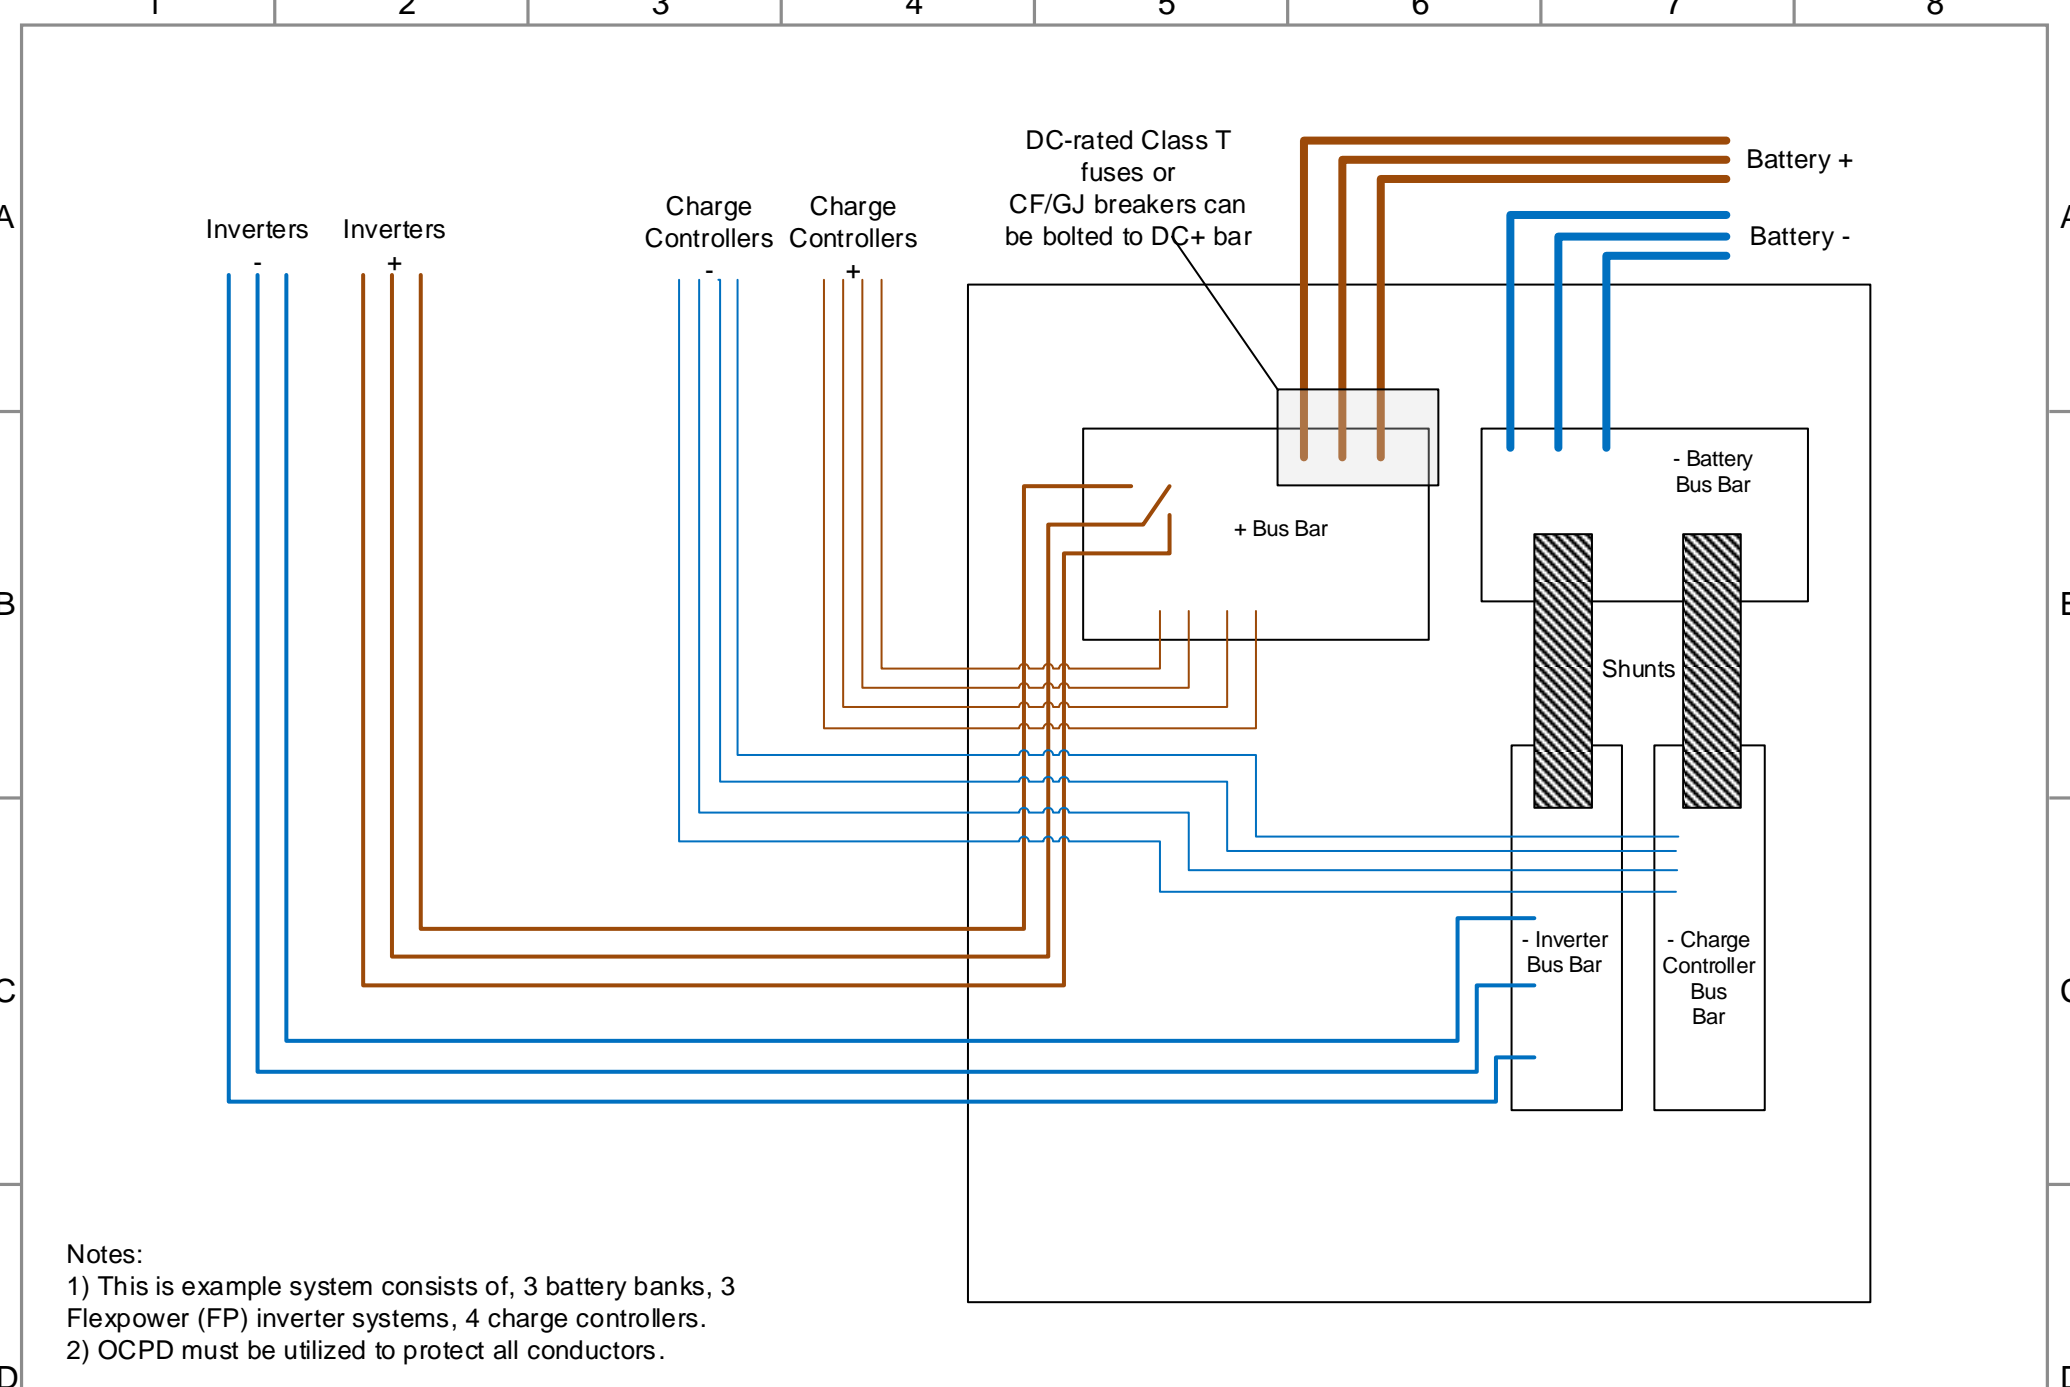 1 2 3 4 5 6 7 8
A
B
C
D
DC-rated Class T
fuses or
CF/GJ breakers can
be bolted to DC+ bar
Battery +
Battery -
Inverters
-
Inverters
+
Charge
Controllers
-
Charge
Controllers
+
- Battery
Bus Bar
+ Bus Bar
Shunts
- Inverter
Bus Bar
- Charge
Controller
Bus
Bar
Notes:
1) This is example system consists of, 3 battery banks, 3
Flexpower (FP) inverter systems, 4 charge controllers.
2) OCPD must be utilized to protect all conductors.